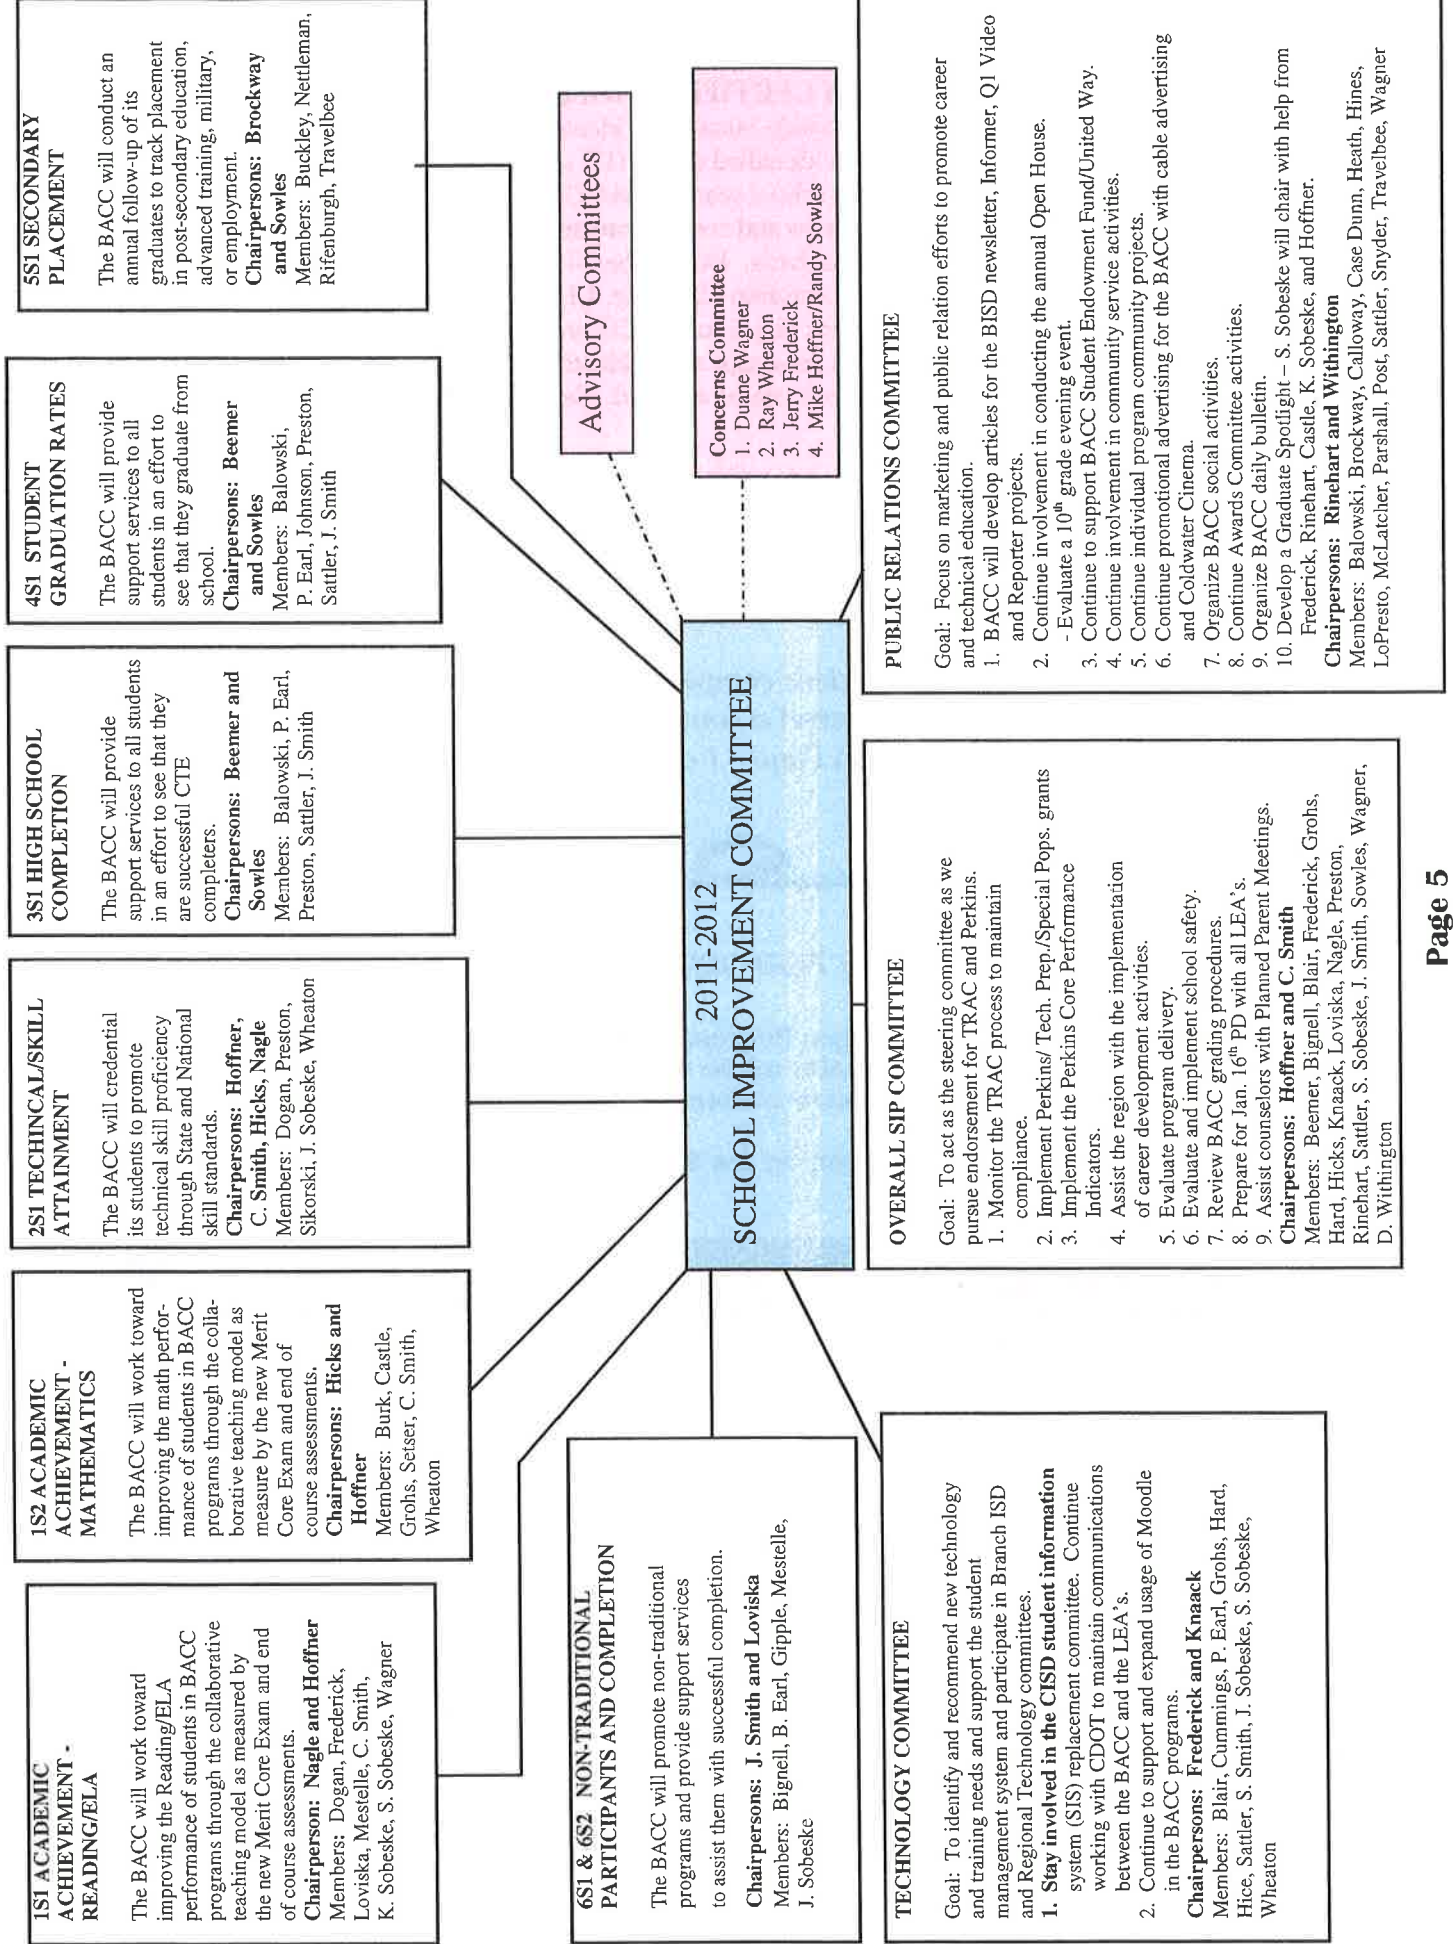 1S1 ACADEMIC
ACHIEVEMENT -
READING/ELA
The BACC will work toward
improving the Reading/ELA
performance of students in BACC
programs through the collaborative
teaching model as measured by
the new Merit Core Exam and end
of course assessments.
Chairperson: Nagle and Hoffner
Members: Dogan, Frederick,
Loviska, Mestelle, C. Smith,
K. Sobeske, S. Sobeske, Wagner
1S2 ACADEMIC
ACHIEVEMENT -
MATHEMATICS
The BACC will work toward
improving the math perfor-
mance of students in BACC
programs through the colla-
borative teaching model as
measure by the new Merit
Core Exam and end of
course assessments.
Chairpersons: Hicks and
Hoffner
Members: Burk, Castle,
Grohs, Setser, C. Smith,
Wheaton
2S1 TECHINCAL/SKILL
ATTAINMENT
The BACC will credential
its students to promote
technical skill proficiency
through State and National
skill standards.
Chairpersons: Hoffner,
C. Smith, Hicks, Nagle
Members: Dogan, Preston,
Sikorski, J. Sobeske, Wheaton
3S1 HIGH SCHOOL
COMPLETION
The BACC will provide
support services to all students
in an effort to see that they
are successful CTE
completers.
Chairpersons: Beemer and
Sowles
Members: Balowski, P. Earl,
Preston, Sattler, J. Smith
4S1 STUDENT
GRADUATION RATES
The BACC will provide
support services to all
students in an effort to
see that they graduate from
school.
Chairpersons: Beemer
and Sowles
Members: Balowski,
P. Earl, Johnson, Preston,
Sattler, J. Smith
5S1 SECONDARY
PLACEMENT
The BACC will conduct an
annual follow-up of its
graduates to track placement
in post-secondary education,
advanced training, military,
or employment.
Chairpersons: Brockway
and Sowles
Members: Buckley, Nettleman,
Rifenburgh, Travelbee
6S1 & 6S2 NON-TRADITIONAL
PARTICIPANTS AND COMPLETION
The BACC will promote non-traditional
programs and provide support services
to assist them with successful completion.
Chairpersons: J. Smith and Loviska
Members: Bignell, B. Earl, Gipple, Mestelle,
J. Sobeske
2011-2012
SCHOOL IMPROVEMENT COMMITTEE
Advisory Committees
Concerns Committee
1. Duane Wagner
2. Ray Wheaton
3. Jerry Frederick
4. Mike Hoffner/Randy Sowles
TECHNOLOGY COMMITTEE
Goal: To identify and recommend new technology
and training needs and support the student
management system and participate in Branch ISD
and Regional Technology committees.
1. Stay involved in the CISD student information
system (SIS) replacement committee. Continue
working with CDOT to maintain communications
between the BACC and the LEA's.
2. Continue to support and expand usage of Moodle
in the BACC programs.
Chairpersons: Frederick and Knaack
Members: Blair, Cummings, P. Earl, Grohs, Hard,
Hice, Sattler, S. Smith, J. Sobeske, S. Sobeske,
Wheaton
OVERALL SIP COMMITTEE
Goal: To act as the steering committee as we
pursue endorsement for TRAC and Perkins.
1. Monitor the TRAC process to maintain
compliance.
2. Implement Perkins/ Tech. Prep./Special Pops. grants
3. Implement the Perkins Core Performance
Indicators.
4. Assist the region with the implementation
of career development activities.
5. Evaluate program delivery.
6. Evaluate and implement school safety.
7. Review BACC grading procedures.
8. Prepare for Jan. 16th PD with all LEA's.
9. Assist counselors with Planned Parent Meetings.
Chairpersons: Hoffner and C. Smith
Members: Beemer, Bignell, Blair, Frederick, Grohs,
Hard, Hicks, Knaack, Loviska, Nagle, Preston,
Rinehart, Sattler, S. Sobeske, J. Smith, Sowles, Wagner,
D. Withington
PUBLIC RELATIONS COMMITTEE
Goal: Focus on marketing and public relation efforts to promote career
and technical education.
1. BACC will develop articles for the BISD newsletter, Informer, Q1 Video
and Reporter projects.
2. Continue involvement in conducting the annual Open House.
- Evaluate a 10th grade evening event.
3. Continue to support BACC Student Endowment Fund/United Way.
4. Continue involvement in community service activities.
5. Continue individual program community projects.
6. Continue promotional advertising for the BACC with cable advertising
and Coldwater Cinema.
7. Organize BACC social activities.
8. Continue Awards Committee activities.
9. Organize BACC daily bulletin.
10. Develop a Graduate Spotlight – S. Sobeske will chair with help from
Frederick, Rinehart, Castle, K. Sobeske, and Hoffner.
Chairpersons: Rinehart and Withington
Members: Balowski, Brockway, Calloway, Case Dunn, Heath, Hines,
LoPresto, McLatcher, Parshall, Post, Sattler, Snyder, Travelbee, Wagner
Page 5